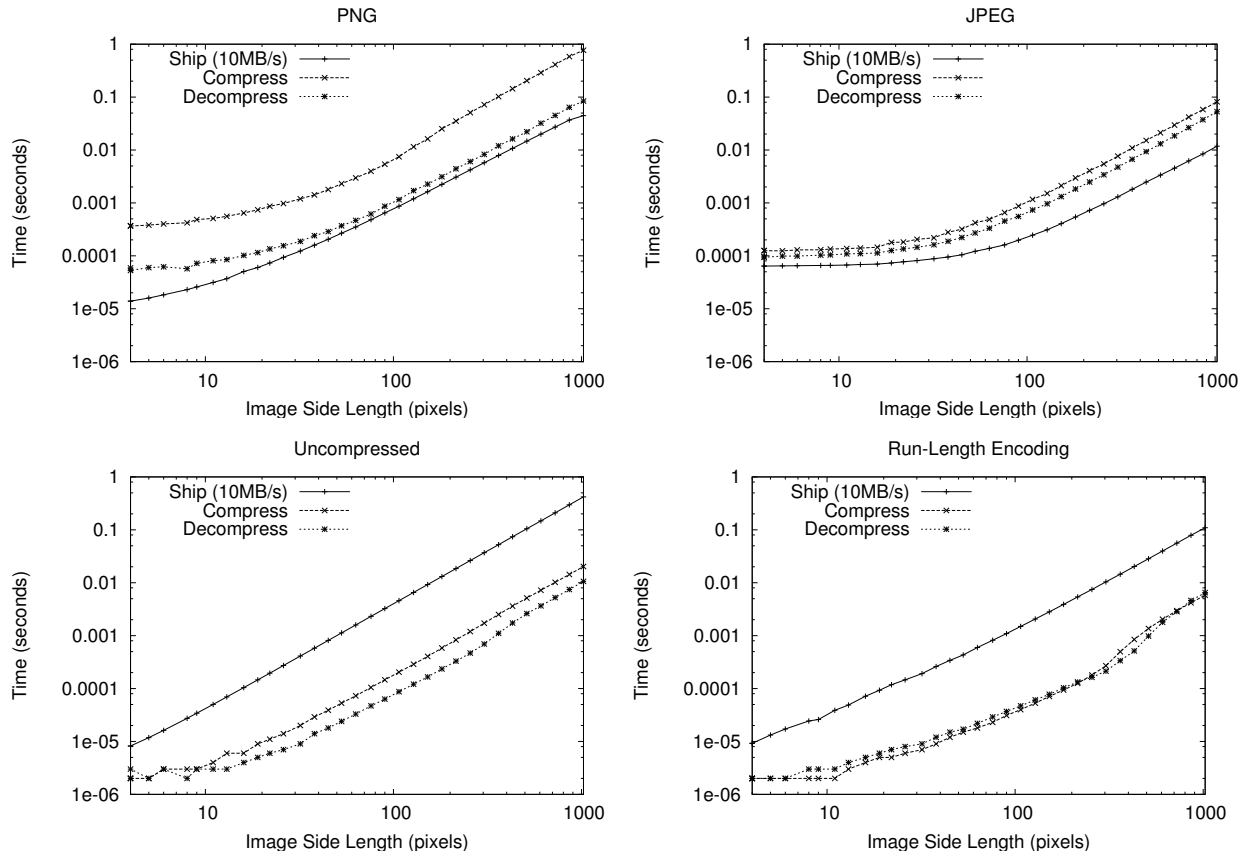 PNG
Time (seconds)
1
0.1
0.01
0.001
0.0001
1e-05
1e-06
Ship (10MB/s)
Compress
Decompress
10
100
1000
Image Side Length (pixels)
JPEG
Time (seconds)
1
0.1
0.01
0.001
0.0001
1e-05
1e-06
Ship (10MB/s)
Compress
Decompress
10
100
1000
Image Side Length (pixels)
Uncompressed
Time (seconds)
1
0.1
0.01
0.001
0.0001
1e-05
1e-06
Ship (10MB/s)
Compress
Decompress
10
100
1000
Image Side Length (pixels)
Run-Length Encoding
Time (seconds)
1
0.1
0.01
0.001
0.0001
1e-05
1e-06
Ship (10MB/s)
Compress
Decompress
10
100
1000
Image Side Length (pixels)